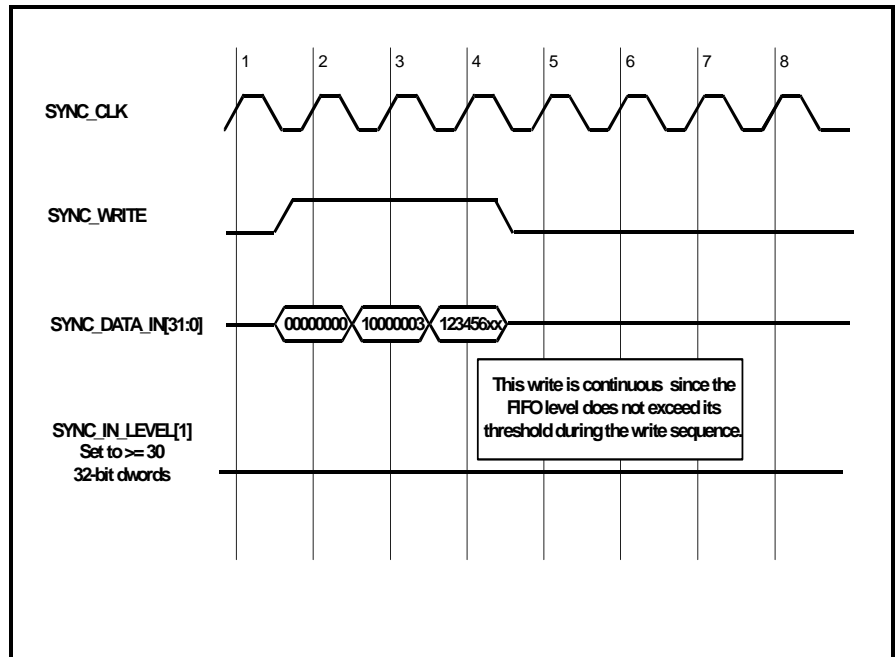 1 2 3 4 5 6 7 8
SYNC_CLK
SYNC_WRITE
SYNC_DATA_IN[31:0]
00000000 10000003 123456xx
This write is continuous since the
FIFO level does not exceed its
threshold during the write sequence.
SYNC_IN_LEVEL[1]
Set to >= 30
32-bit dwords